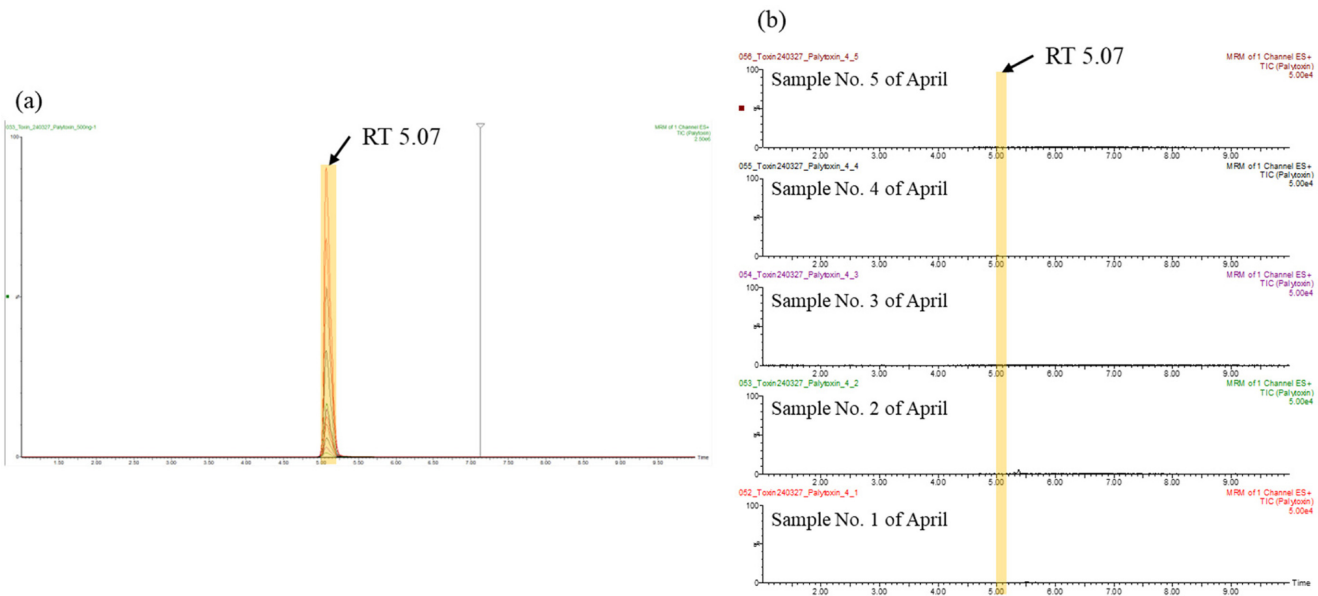 (a)
033_Toxin_240327_Palytoxin_500ng-1
MRM of 1 Channel ES+
TIC (Palytoxin)
2.50e6
100
%
0
RT 5.07
1.50 2.00 2.50 3.00 3.50 4.00 4.50 5.00 5.50 6.00 6.50 7.00 7.50 8.00 8.50 9.00 9.50 Time
(b)
RT 5.07
056_Toxin240327_Palytoxin_4_5
MRM of 1 Channel ES+
TIC (Palytoxin)
5.00e4
100
%
0
Sample No. 5 of April
2.00 3.00 4.00 5.00 6.00 7.00 8.00 9.00
055_Toxin240327_Palytoxin_4_4
MRM of 1 Channel ES+
TIC (Palytoxin)
5.00e4
100
%
0
Sample No. 4 of April
2.00 3.00 4.00 5.00 6.00 7.00 8.00 9.00
054_Toxin240327_Palytoxin_4_3
MRM of 1 Channel ES+
TIC (Palytoxin)
5.00e4
100
%
0
Sample No. 3 of April
2.00 3.00 4.00 5.00 6.00 7.00 8.00 9.00
053_Toxin240327_Palytoxin_4_2
MRM of 1 Channel ES+
TIC (Palytoxin)
5.00e4
100
%
0
Sample No. 2 of April
2.00 3.00 4.00 5.00 6.00 7.00 8.00 9.00
052_Toxin240327_Palytoxin_4_1
MRM of 1 Channel ES+
TIC (Palytoxin)
5.00e4
100
%
0
Sample No. 1 of April
Time
2.00 3.00 4.00 5.00 6.00 7.00 8.00 9.00